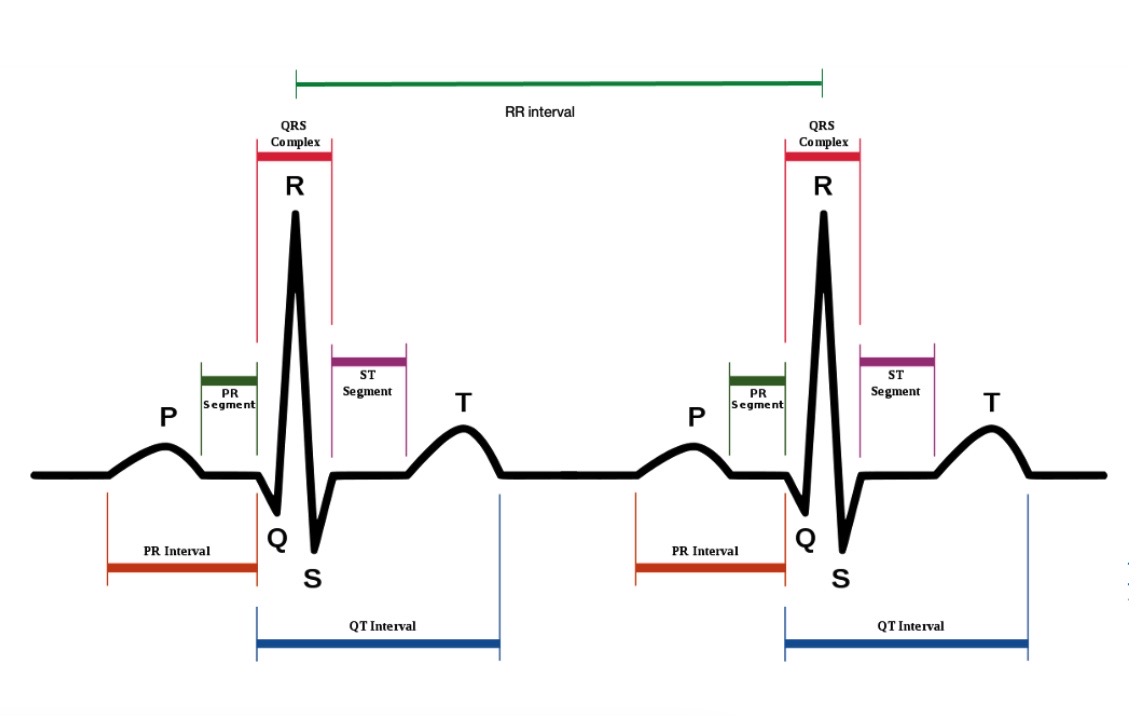 RR interval
QRS
Complex
QRS
Complex
R
R
ST
Segment
ST
Segment
PR
Segment
PR
Segment
P
T
P
T
Q
Q
PR Interval
PR Interval
S
S
QT Interval
QT Interval